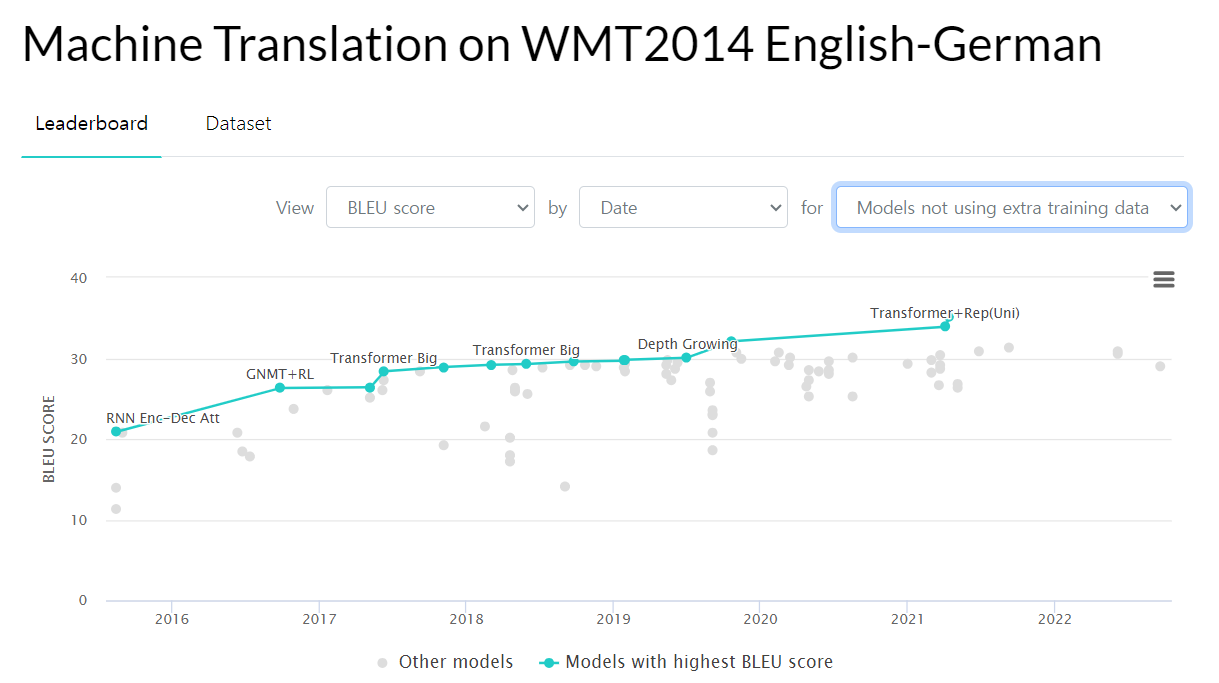 Machine Translation on WMT2014 English-German
Leaderboard Dataset
View BLEU score by Date for Models not using extra training data
40
Transformer+Rep(Uni)
30
Depth Growing
Transformer Big
Transformer Big
GNMT+RL
RNN Enc-Dec Att
BLEU SCORE
20
10
0
2016 2017 2018 2019 2020 2021 2022
Other models Models with highest BLEU score